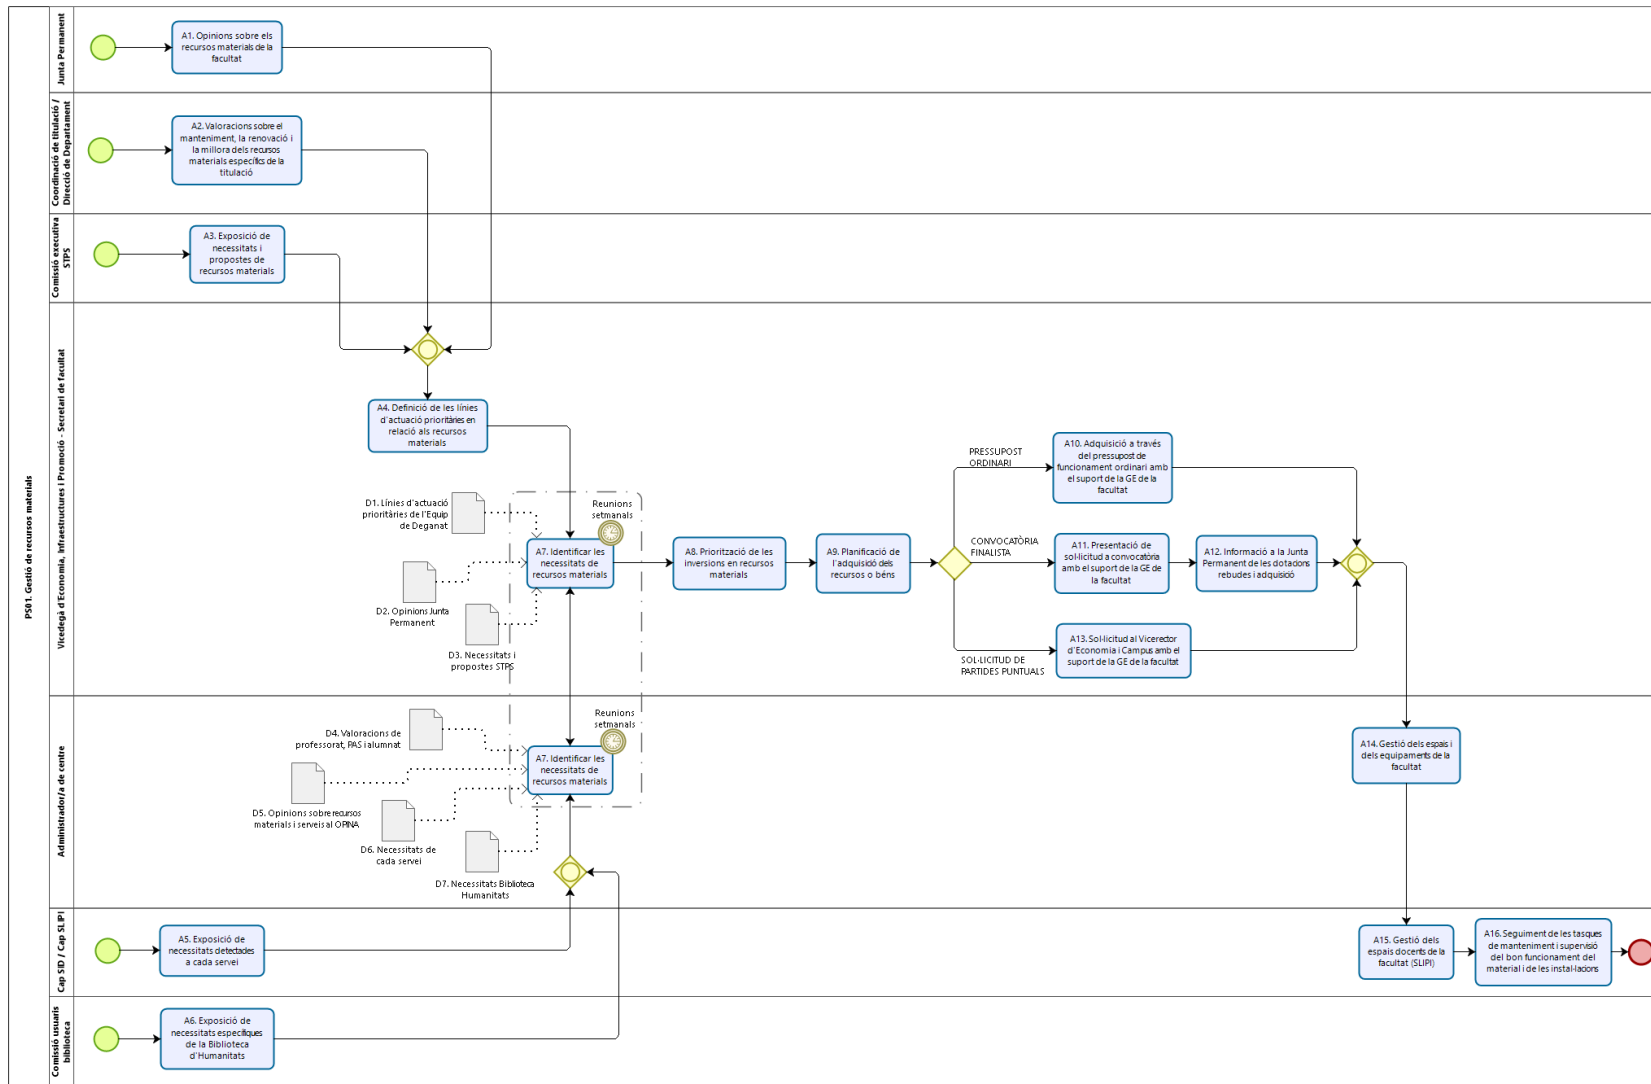 PS01. Gestió de recursos materials
Junta Permanent
A1. Opinions sobre els
recursos materials de la
facultat
Coordinació de titulació /
Direcció de Departament
A2. Valoracions sobre el
manteniment, la renovació i
la millora dels recursos
materials específics de la
titulació
Comissió executiva
STPS
A3. Exposició de
necessitats i
propostes de
recursos materials
Vicedegà d'Economia, Infraestructures i Promoció - Secretari de facultat
A4. Definició de les línies
d'actuació prioritàries en
relació als recursos
materials
D1. Línies d'actuació
prioritàries de l'Equip
de Deganat
D2. Opinions Junta
Permanent
D3. Necessitats i
propostes STPS
Reunions
setmanals
A7. Identificar les
necessitats de
recursos materials
A8. Priorització de les
inversions en recursos
materials
A9. Planificació de
l'adquisició dels
recursos o béns
PRESSUPOST
ORDINARI
A10. Adquisició a través
del pressupost de
funcionament ordinari amb
el suport de la GE de la
facultat
CONVOCATÒRIA
FINALISTA
A11. Presentació de
sol·licitud a convocatòria
amb el suport de la GE de
la facultat
A12. Informació a la Junta
Permanent de les dotacions
rebudes i adquisició
SOL·LICITUD DE
PARTIDES PUNTUALS
A13. Sol·licitud al Vicerector
d'Economia i Campus amb el
suport de la GE de la facultat
Administrador/a de centre
D4. Valoracions de
professorat, PAS i alumnat
D5. Opinions sobre recursos
materials i serveis al OPINA
D6. Necessitats de
cada servei
D7. Necessitats Biblioteca
Humanitats
Reunions
setmanals
A7. Identificar les
necessitats de
recursos materials
A14. Gestió dels espais i
dels equipaments de la
facultat
Cap SID / Cap SLIPI
A5. Exposició de
necessitats detectades
a cada servei
A15. Gestió dels
espais docents de la
facultat (SLIPI)
A16. Seguiment de les tasques
de manteniment i supervisió
del bon funcionament del
material i de les instal·lacions
Comissió usuaris
biblioteca
A6. Exposició de
necessitats específiques
de la Biblioteca
d'Humanitats